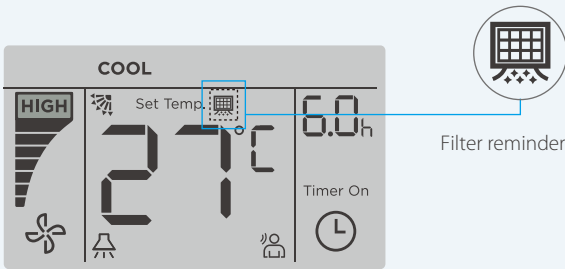 COOL
HIGH
Set Temp.
6.0h
27°C
Filter reminder
Timer On